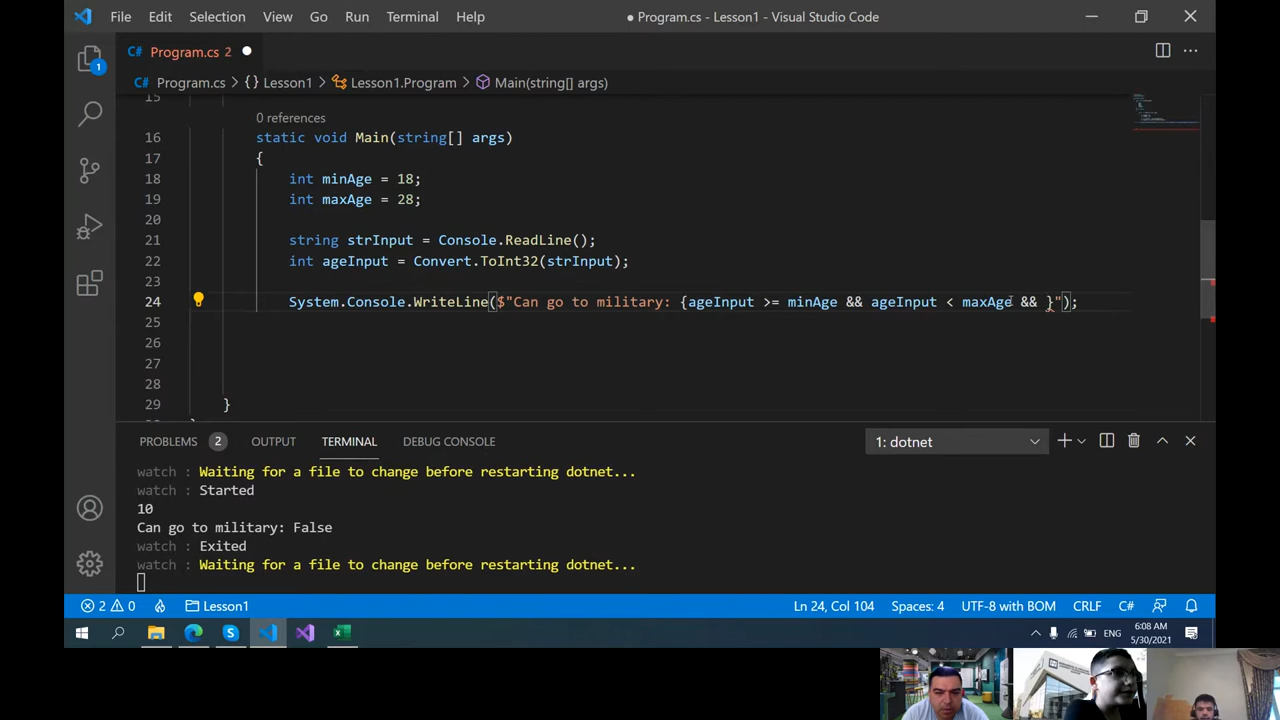 File Edit Selection View Go Run Terminal Help
● Program.cs - Lesson1 - Visual Studio Code
C# Program.cs 2 ●
C# Program.cs > {} Lesson1 > Lesson1.Program > Main(string[] args)
15
0 references
16 static void Main(string[] args)
17 {
18 int minAge = 18;
19 int maxAge = 28;
20
21 string strInput = Console.ReadLine();
22 int ageInput = Convert.ToInt32(strInput);
23
24 System.Console.WriteLine($"Can go to military: {ageInput >= minAge && ageInput < maxAge && }");
25
26
27
28
29 }
PROBLEMS 2 OUTPUT TERMINAL DEBUG CONSOLE 1: dotnet
watch : Waiting for a file to change before restarting dotnet...
watch : Started
10
Can go to military: False
watch : Exited
watch : Waiting for a file to change before restarting dotnet...
2 0 Lesson1 Ln 24, Col 104 Spaces: 4 UTF-8 with BOM CRLF C#
ENG 6:08 AM
5/30/2021
1